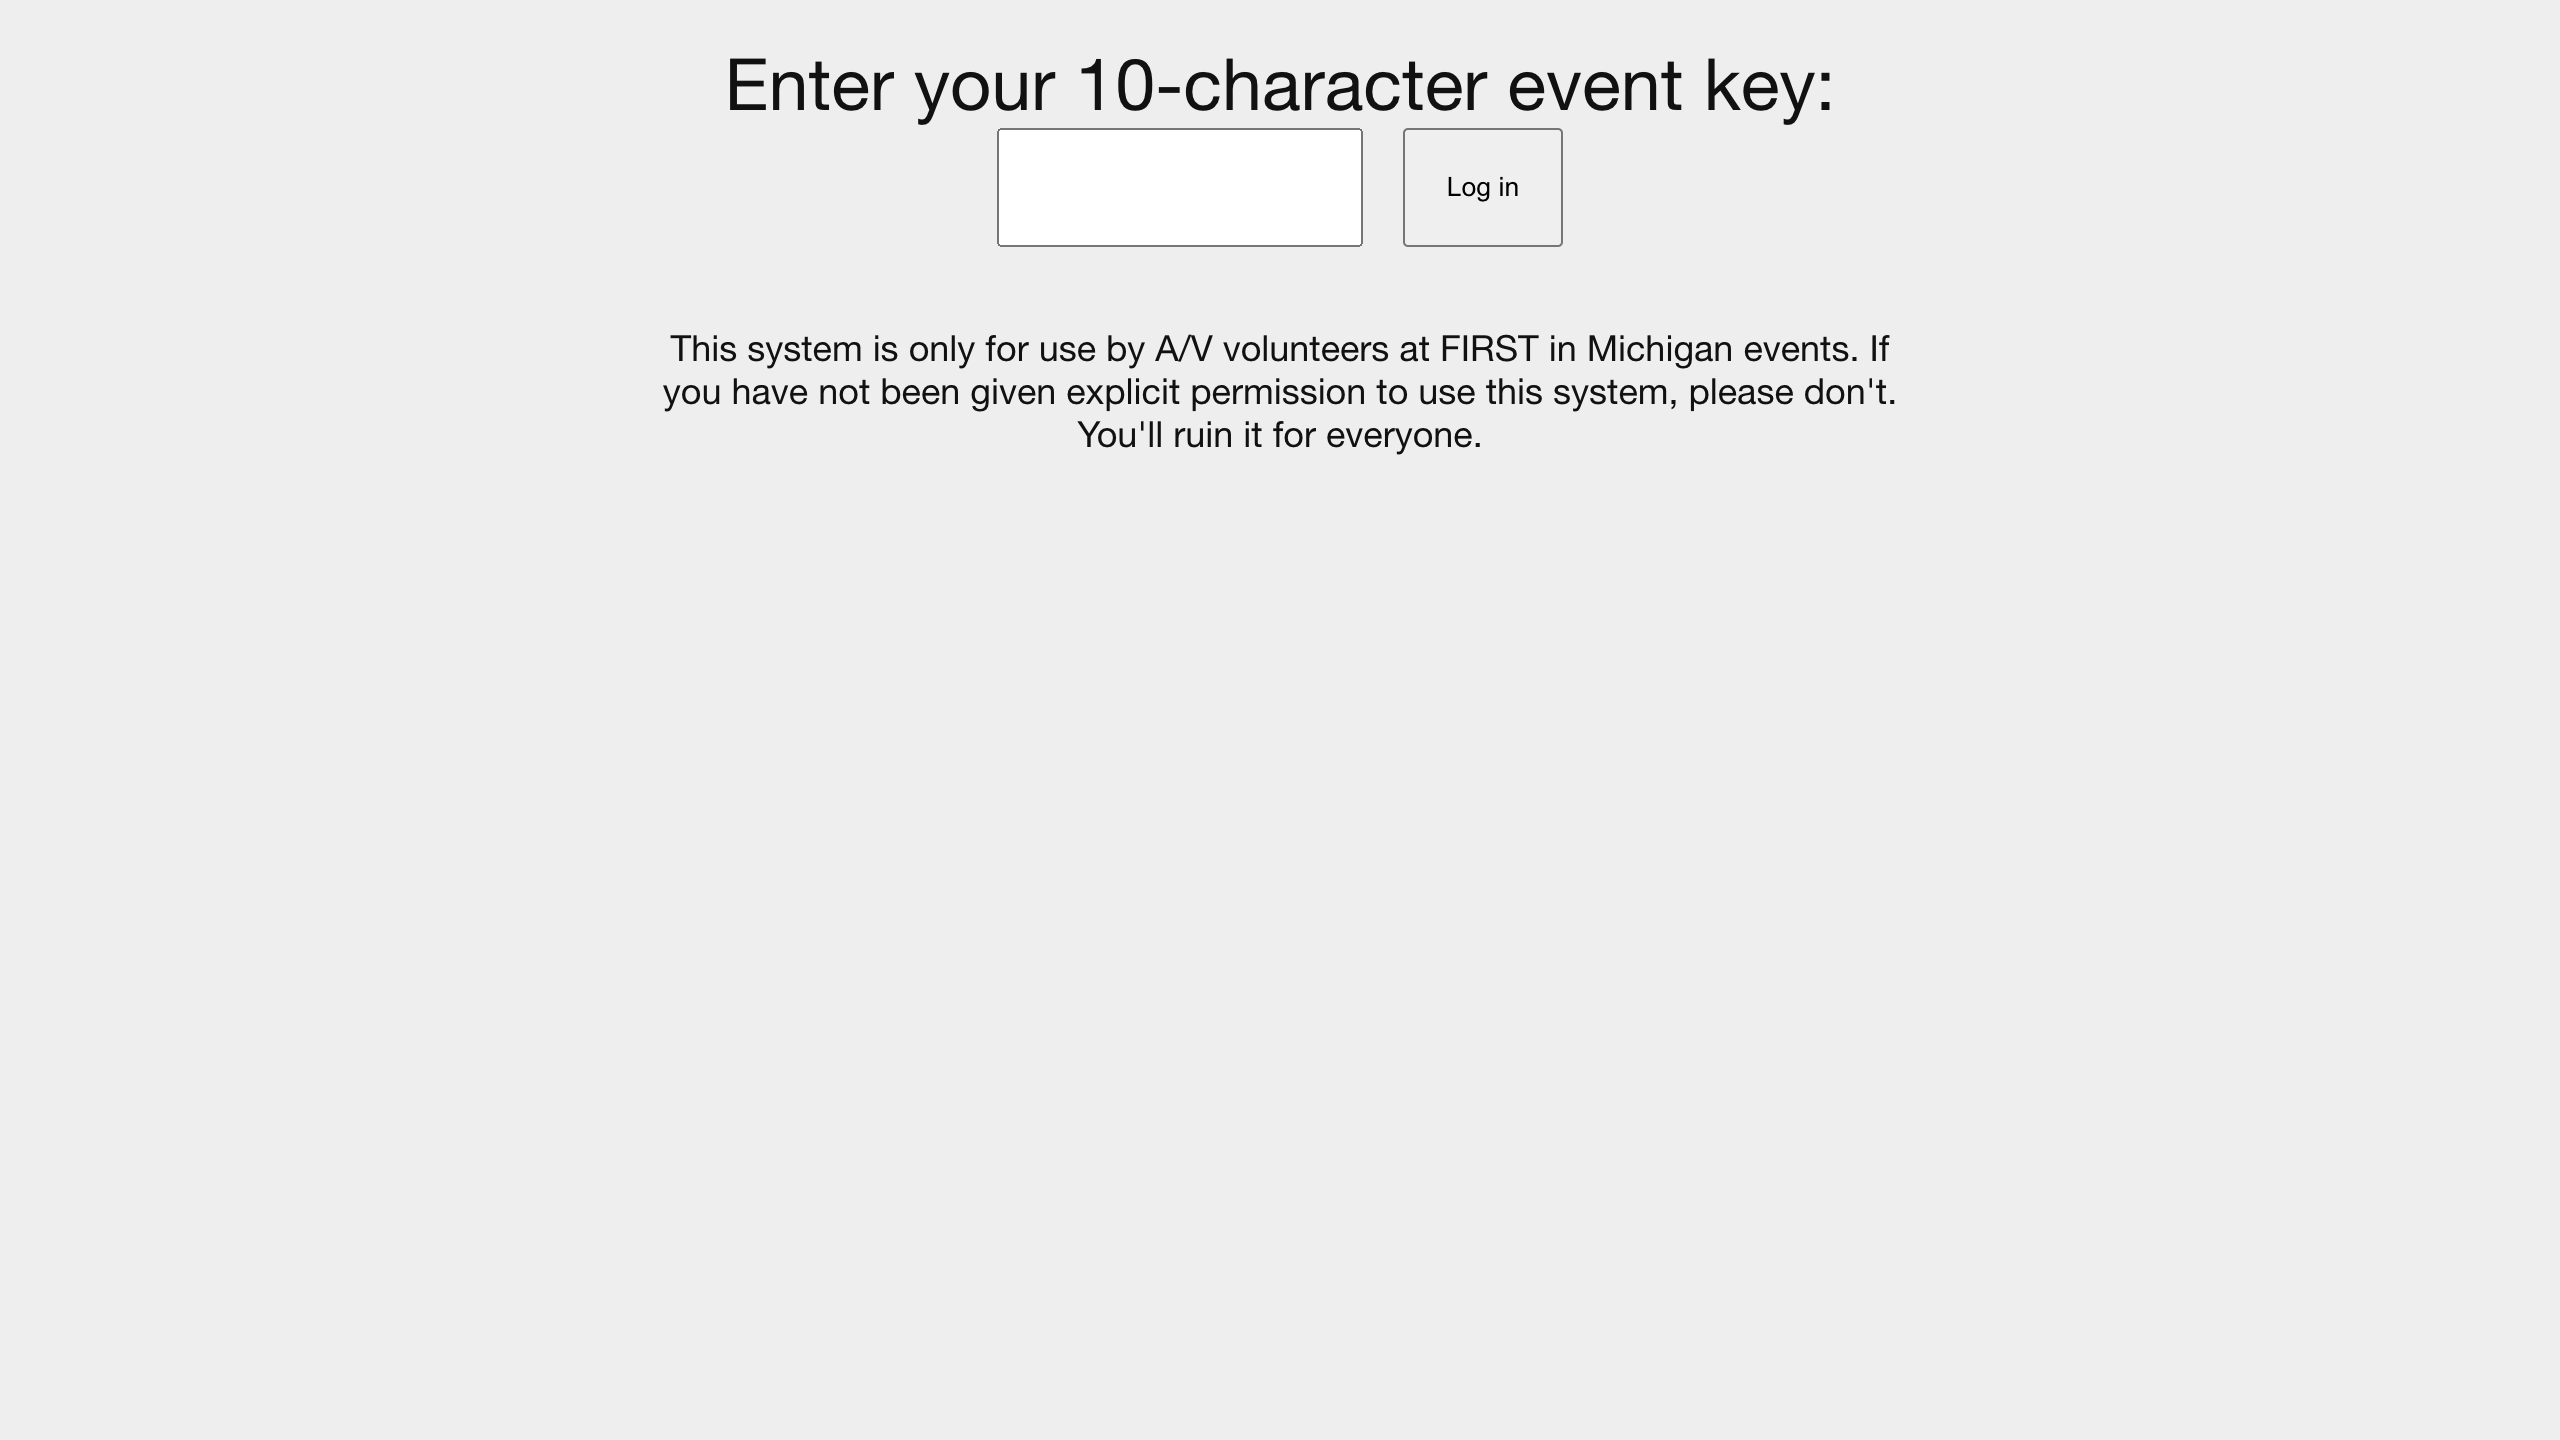 Enter your 10-character event key:
Log in
This system is only for use by A/V volunteers at FIRST in Michigan events. If
you have not been given explicit permission to use this system, please don't.
You'll ruin it for everyone.